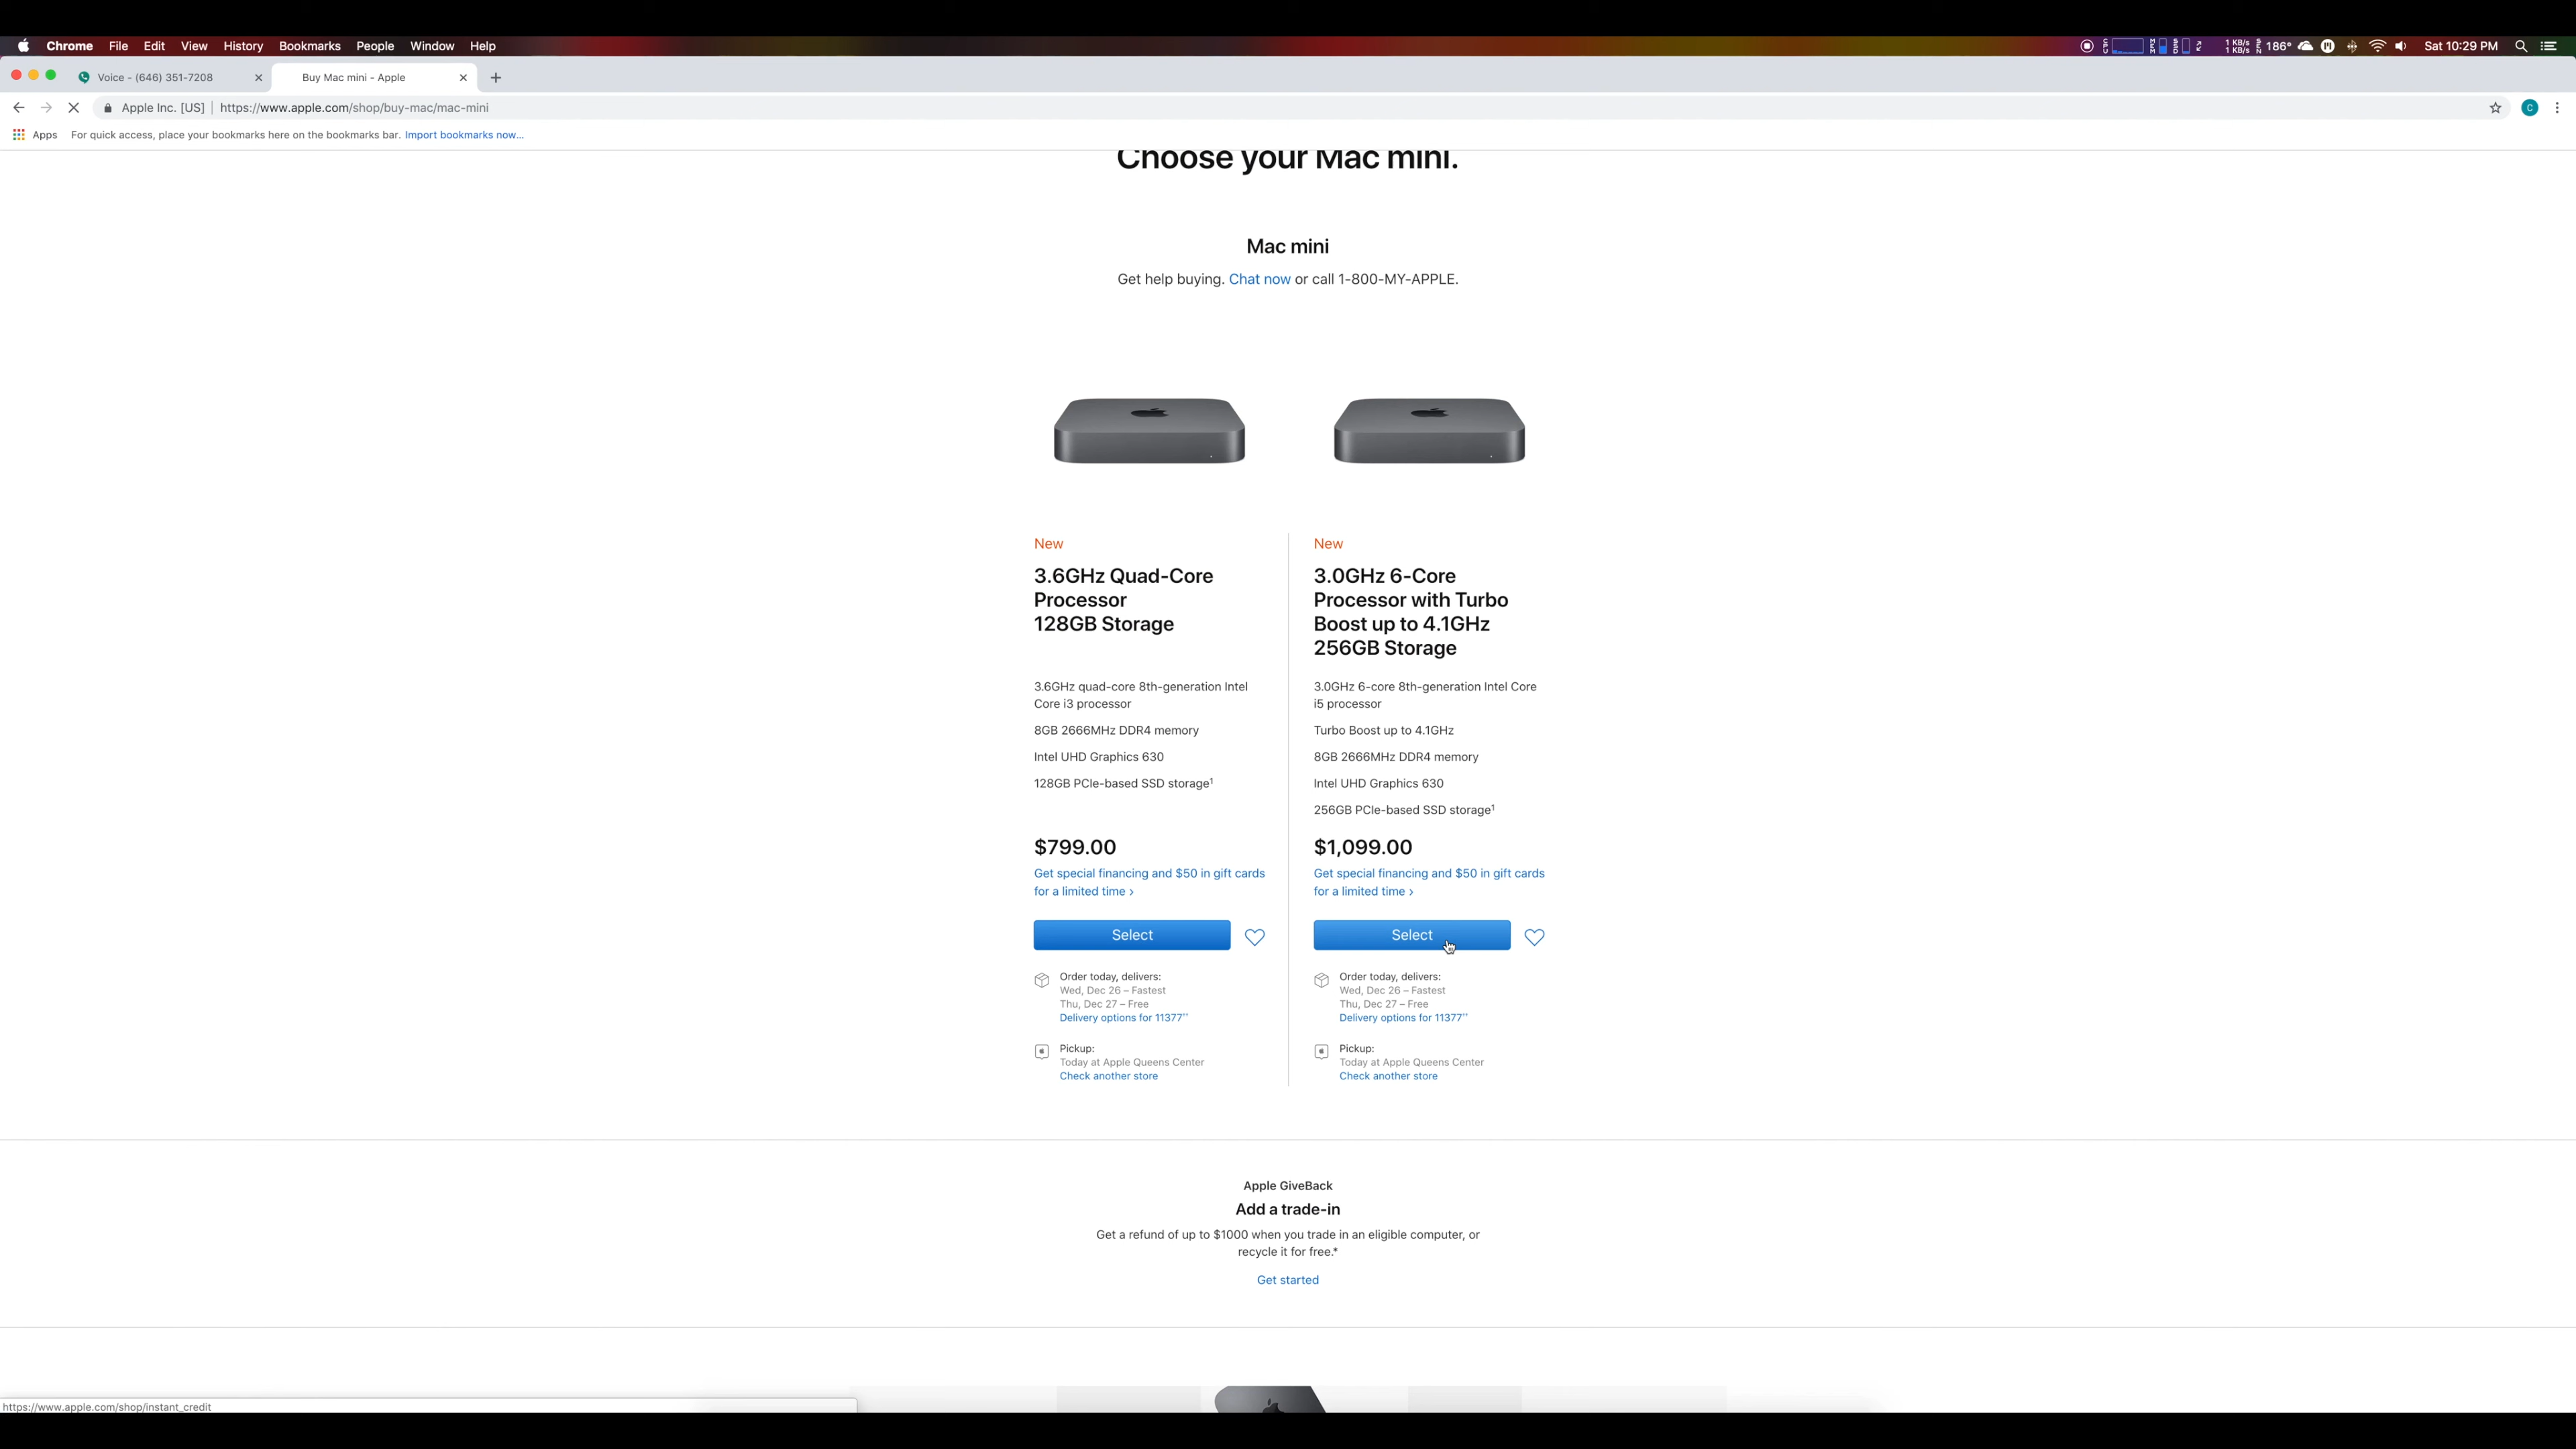 Chrome File Edit View History Bookmarks People Window Help
1 KB/s
1 KB/s
186° Sat 10:29 PM
Voice - (646) 351-7208
Buy Mac mini - Apple
Apple Inc. [US] | https://www.apple.com/shop/buy-mac/mac-mini
Apps For quick access, place your bookmarks here on the bookmarks bar. Import bookmarks now...
Choose your Mac mini.
Mac mini
Get help buying. Chat now or call 1-800-MY-APPLE.
New
3.6GHz Quad-Core
Processor
128GB Storage
3.6GHz quad-core 8th-generation Intel
Core i3 processor
8GB 2666MHz DDR4 memory
Intel UHD Graphics 630
128GB PCIe-based SSD storage¹
$799.00
Get special financing and $50 in gift cards
for a limited time ›
Select
Order today, delivers:
Wed, Dec 26 – Fastest
Thu, Dec 27 – Free
Delivery options for 11377⁺⁺
Pickup:
Today at Apple Queens Center
Check another store
New
3.0GHz 6-Core
Processor with Turbo
Boost up to 4.1GHz
256GB Storage
3.0GHz 6-core 8th-generation Intel Core
i5 processor
Turbo Boost up to 4.1GHz
8GB 2666MHz DDR4 memory
Intel UHD Graphics 630
256GB PCIe-based SSD storage¹
$1,099.00
Get special financing and $50 in gift cards
for a limited time ›
Select
Order today, delivers:
Wed, Dec 26 – Fastest
Thu, Dec 27 – Free
Delivery options for 11377⁺⁺
Pickup:
Today at Apple Queens Center
Check another store
Apple GiveBack
Add a trade-in
Get a refund of up to $1000 when you trade in an eligible computer, or
recycle it for free.*
Get started
https://www.apple.com/shop/instant_credit